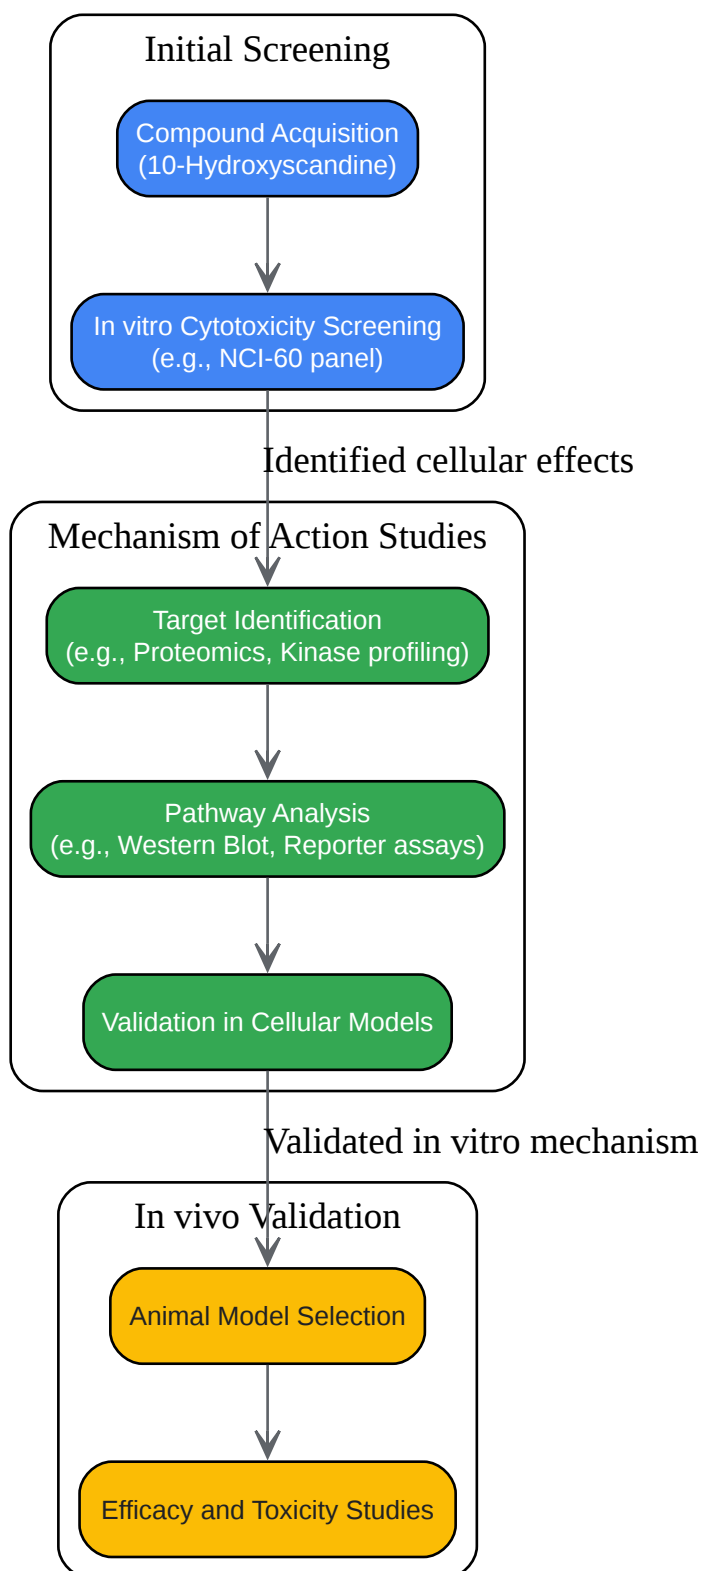 Initial Screening
Compound Acquisition
(10-Hydroxyscandine)
In vitro Cytotoxicity Screening
(e.g., NCI-60 panel)
Identified cellular effects
Mechanism of Action Studies
Target Identification
(e.g., Proteomics, Kinase profiling)
Pathway Analysis
(e.g., Western Blot, Reporter assays)
Validation in Cellular Models
Validated in vitro mechanism
In vivo Validation
Animal Model Selection
Efficacy and Toxicity Studies